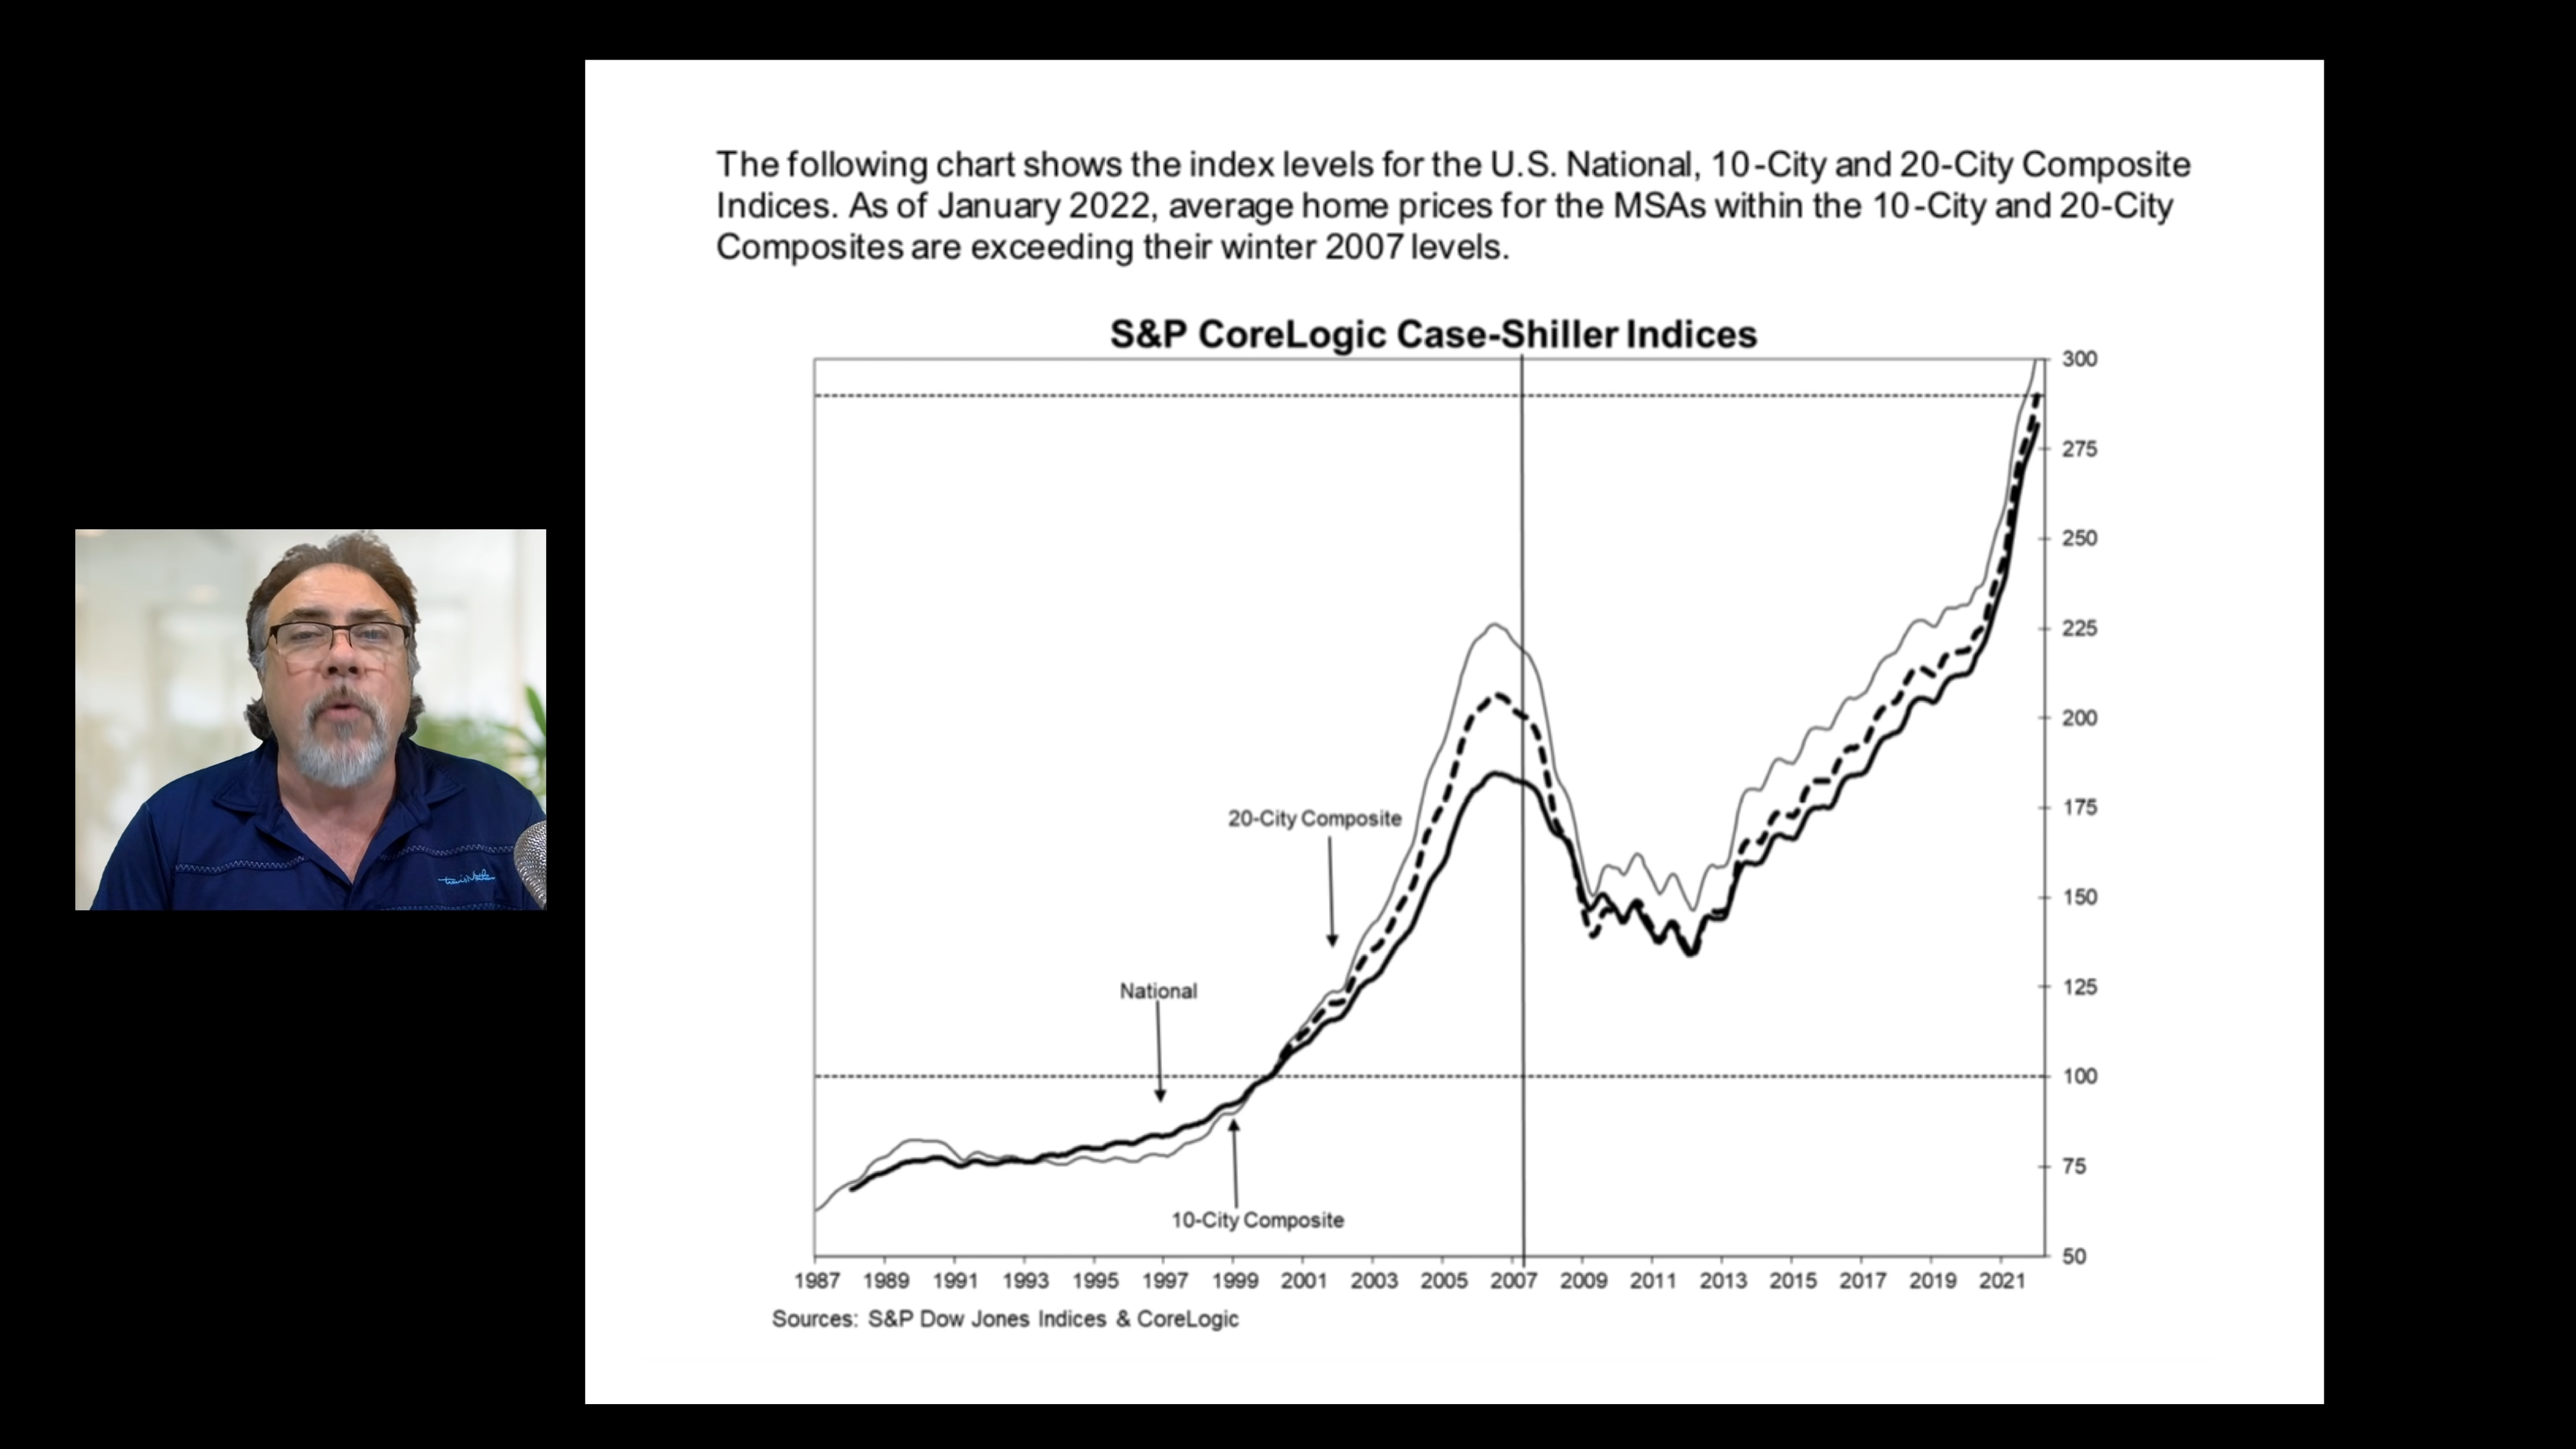 The following chart shows the index levels for the U.S. National, 10-City and 20-City Composite
Indices. As of January 2022, average home prices for the MSAs within the 10-City and 20-City
Composites are exceeding their winter 2007 levels.
S&P CoreLogic Case-Shiller Indices
300
275
250
225
200
175
150
125
100
75
50
20-City Composite
National
10-City Composite
1987 1989 1991 1993 1995 1997 1999 2001 2003 2005 2007 2009 2011 2013 2015 2017 2019 2021
Sources: S&P Dow Jones Indices & CoreLogic